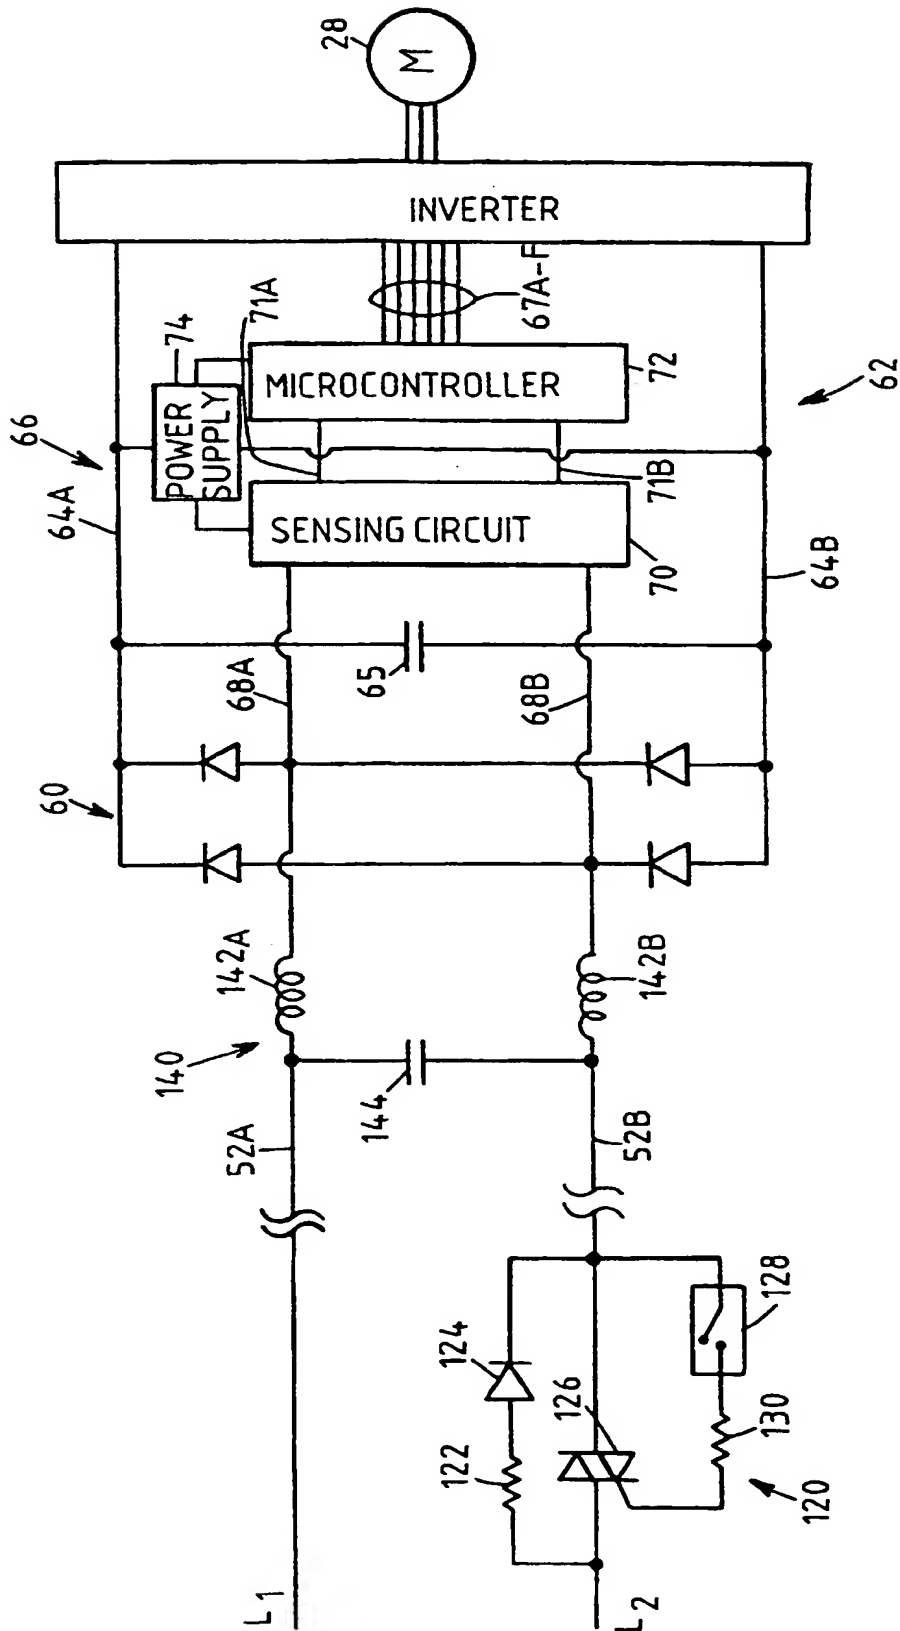 28
M
INVERTER
67A-F
71A
74
POWER
SUPPLY
MICROCONTROLLER
72
62
66
64A
71B
SENSING CIRCUIT
70
64B
65
68A
68B
60
142A
142B
140
144
52A
52B
124
126
128
122
130
120
L1
L2